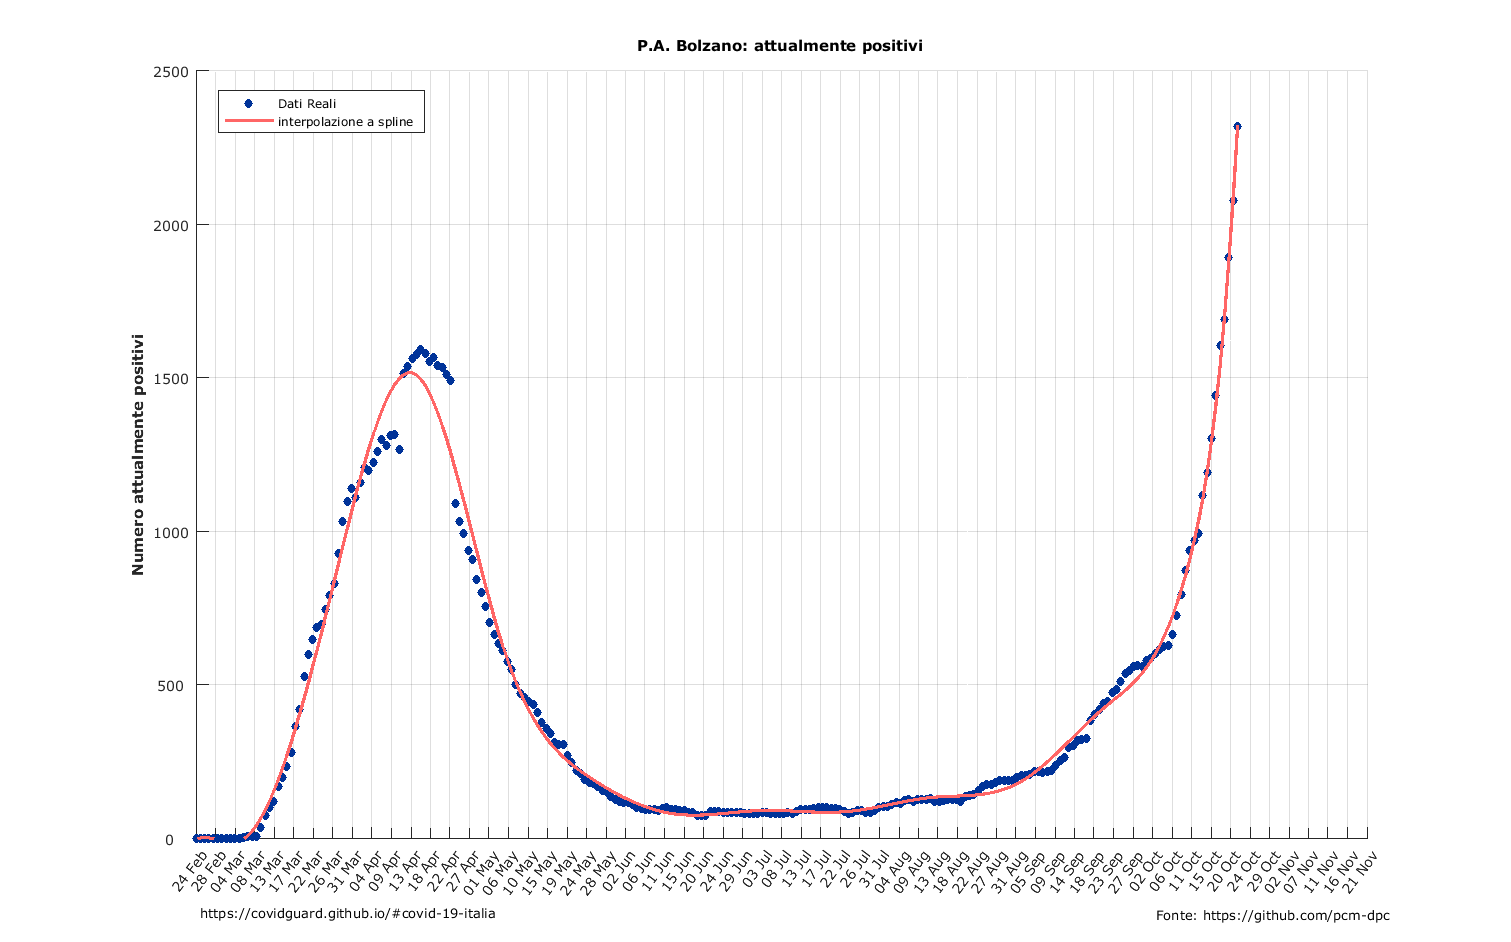 P.A. Bolzano: attualmente positivi
2500
2000
1500
1000
500
0
Numero attualmente positivi
Dati Reali
interpolazione a spline
24 Feb
28 Feb
04 Mar
08 Mar
13 Mar
17 Mar
22 Mar
26 Mar
31 Mar
04 Apr
09 Apr
13 Apr
18 Apr
22 Apr
27 Apr
01 May
06 May
10 May
15 May
19 May
24 May
28 May
02 Jun
06 Jun
11 Jun
15 Jun
20 Jun
24 Jun
29 Jun
03 Jul
08 Jul
13 Jul
17 Jul
22 Jul
26 Jul
31 Jul
04 Aug
09 Aug
13 Aug
18 Aug
22 Aug
27 Aug
31 Aug
05 Sep
09 Sep
14 Sep
18 Sep
23 Sep
27 Sep
02 Oct
06 Oct
11 Oct
15 Oct
20 Oct
24 Oct
29 Oct
02 Nov
07 Nov
11 Nov
16 Nov
21 Nov
https://covidguard.github.io/#covid-19-italia
Fonte: https://github.com/pcm-dpc